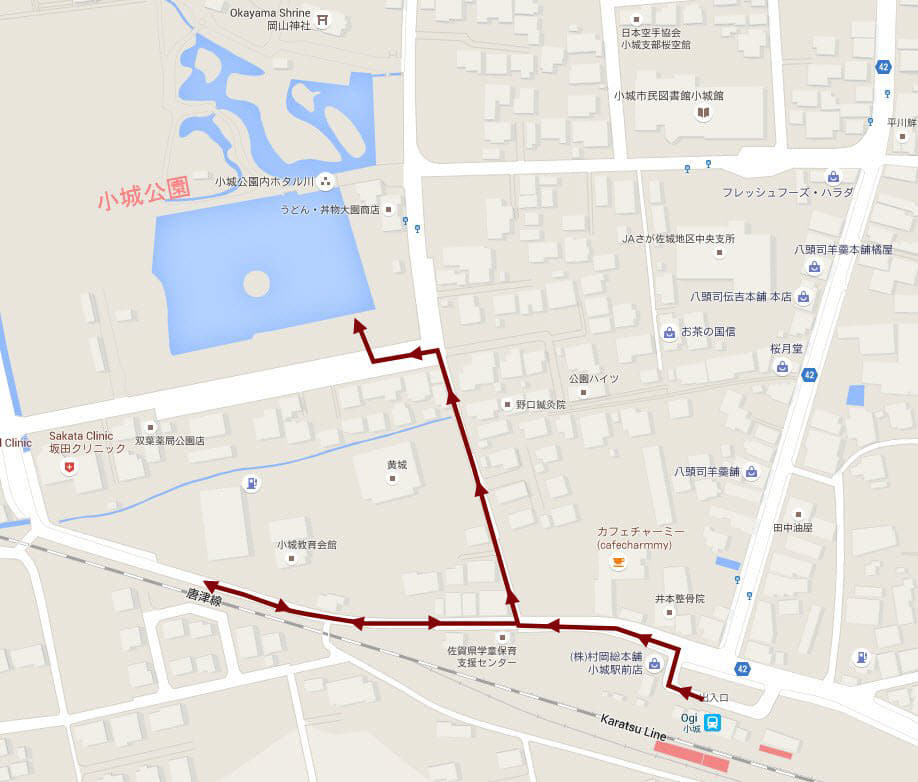 Okayama Shrine
岡山神社
日本空手協会
小城支部桜空館
42
小城市民図書館小城館
平川鮮
小城公園
小城公園内ホタル川
フレッシュフーズ・ハラダ
うどん・丼物大園商店
JAさが佐城地区中央支所
八頭司羊羹本舗橘屋
八頭司伝吉本舗 本店
お茶の国信
桜月堂
42
公園ハイツ
野口鍼灸院
l Clinic
Sakata Clinic
坂田クリニック
双葉薬局公園店
黄城
八頭司羊羹舗
田中油屋
カフェチャーミー
(cafecharmmy)
小城教育会館
唐津線
井本整骨院
佐賀県学童保育
支援センター
(株)村岡総本舗
小城駅前店
42
出入口
Ogi
小城
Karatsu Line